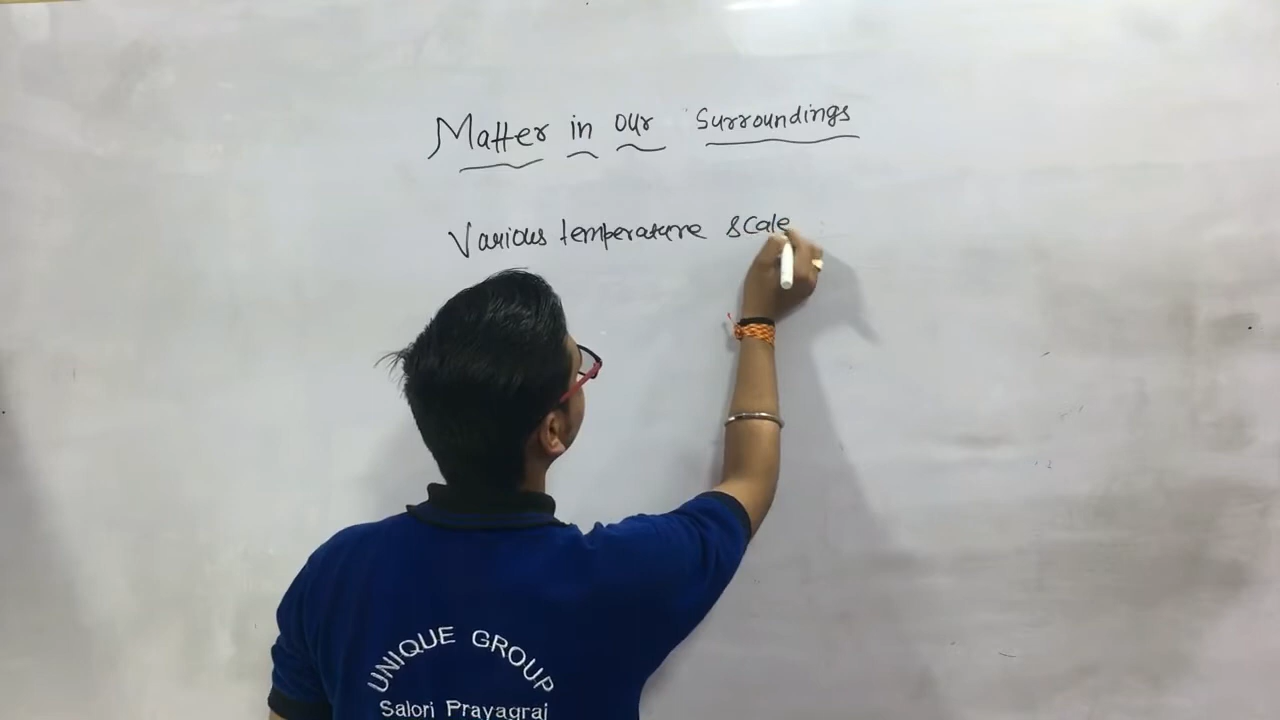 Matter in our Surroundings
Various temperature scale
UNIQUE GROUP
Salori Prayagraj